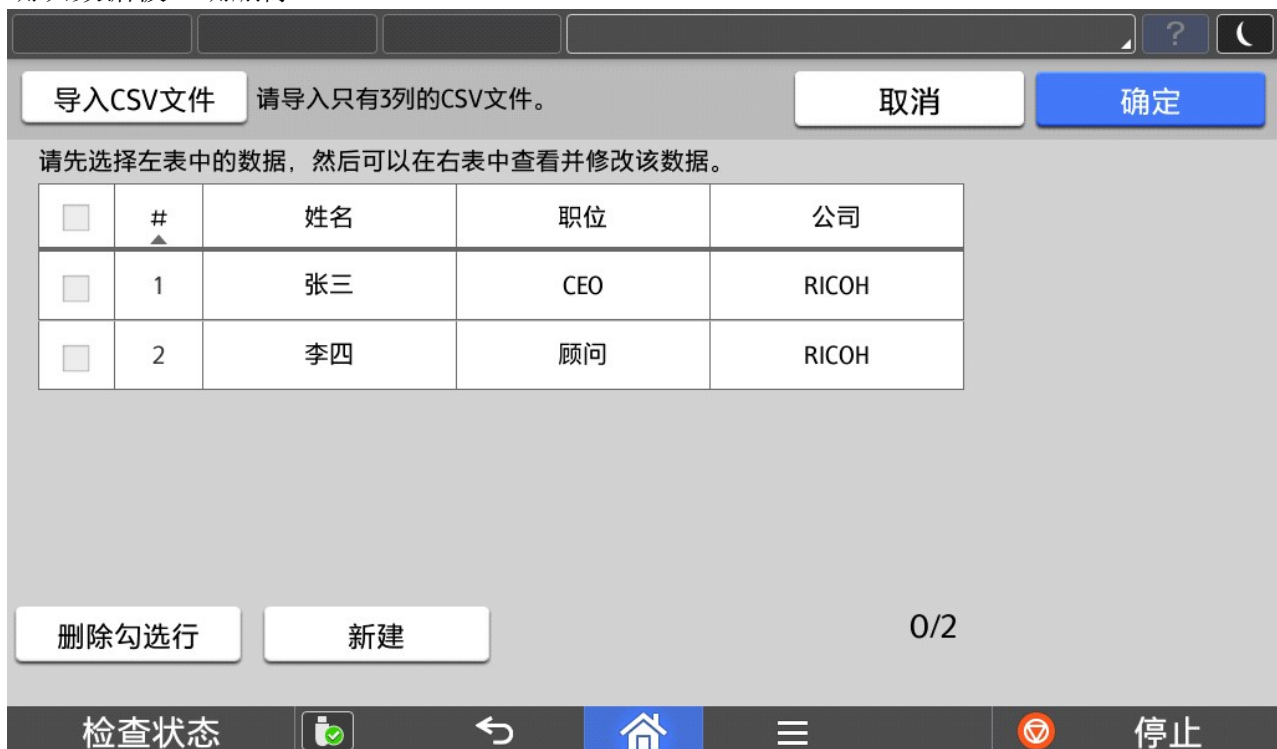 ?
导入CSV文件 请导入只有3列的CSV文件。 取消 确定
请先选择左表中的数据，然后可以在右表中查看并修改该数据。
# 姓名 职位 公司
1 张三 CEO RICOH
2 李四 顾问 RICOH
删除勾选行 新建 0/2
检查状态 停止